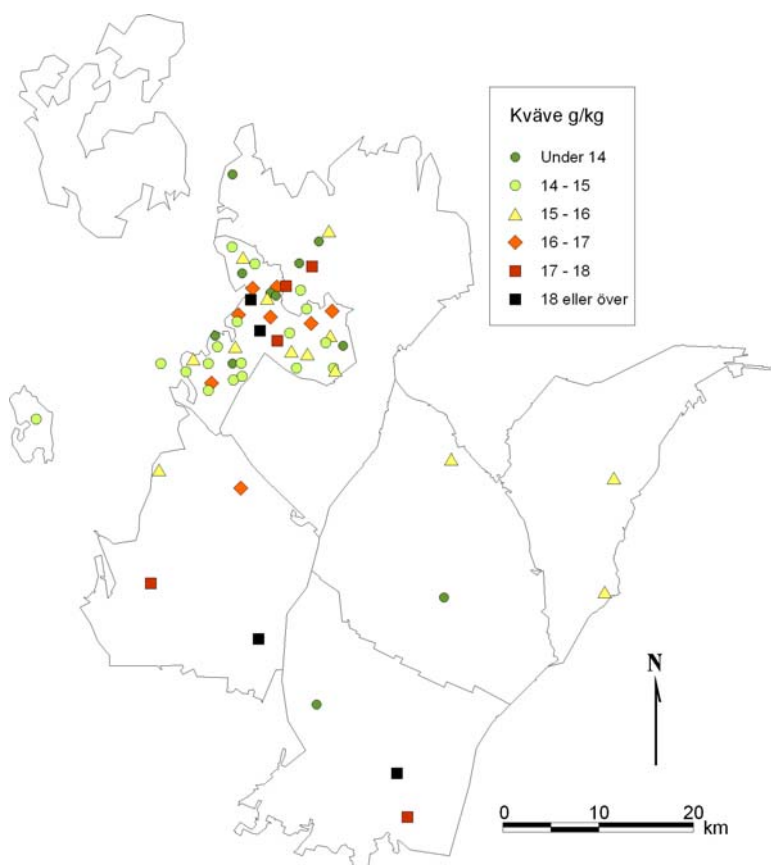 Kväve g/kg
Under 14
14 - 15
15 - 16
16 - 17
17 - 18
18 eller över
N
0 10 20
km